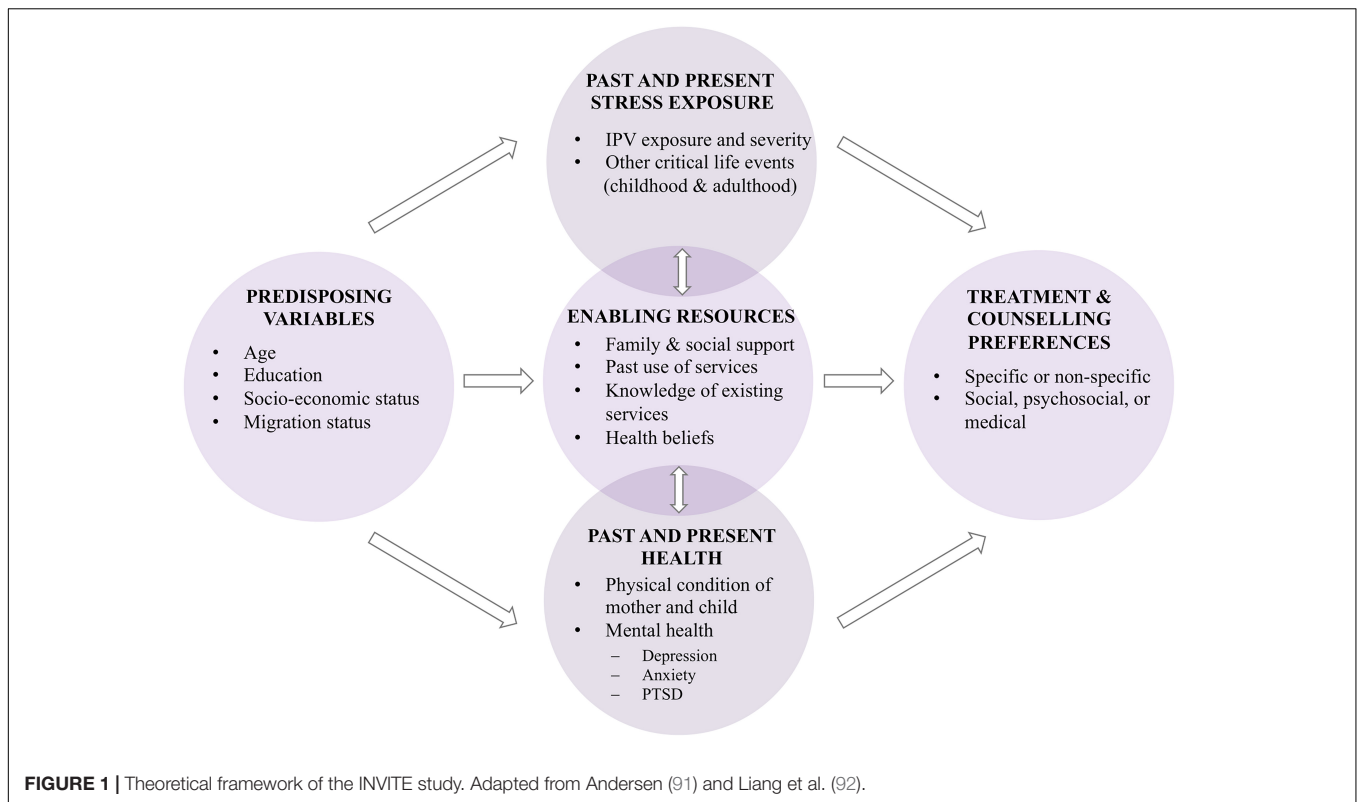 PAST AND PRESENT
STRESS EXPOSURE
• IPV exposure and severity
• Other critical life events
(childhood & adulthood)
PREDISPOSING
VARIABLES
• Age
• Education
• Socio-economic status
• Migration status
ENABLING RESOURCES
• Family & social support
• Past use of services
• Knowledge of existing
services
• Health beliefs
TREATMENT &
COUNSELLING
PREFERENCES
• Specific or non-specific
• Social, psychosocial, or
medical
PAST AND PRESENT
HEALTH
• Physical condition of
mother and child
• Mental health
– Depression
– Anxiety
– PTSD
FIGURE 1 | Theoretical framework of the INVITE study. Adapted from Andersen (91) and Liang et al. (92).